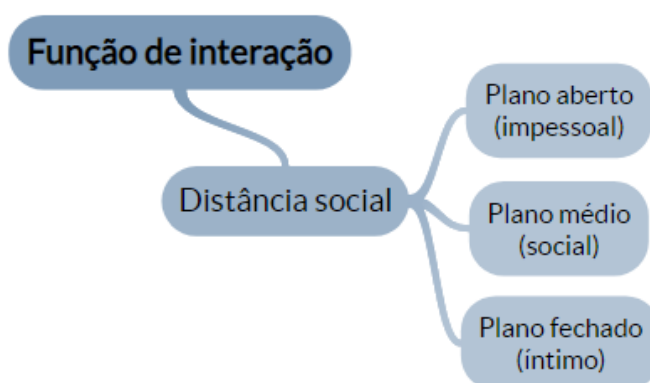 Função de interação
Distância social
Plano aberto
(impessoal)
Plano médio
(social)
Plano fechado
(íntimo)